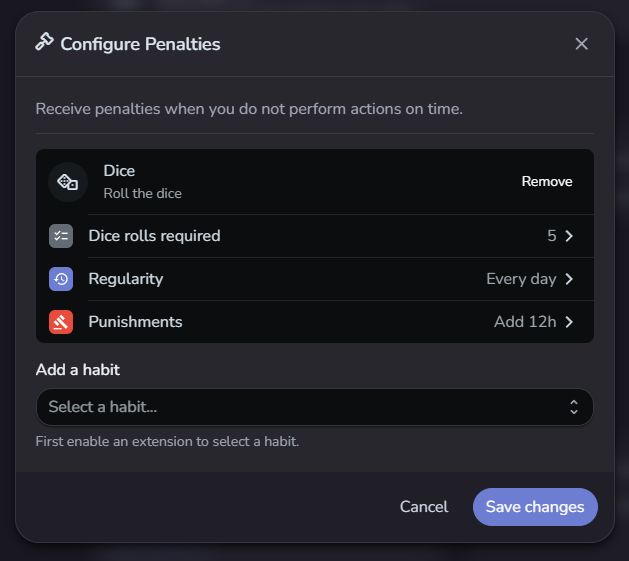 Configure Penalties
Receive penalties when you do not perform actions on time.
Dice
Roll the dice
Remove
Dice rolls required 5
Regularity Every day
Punishments Add 12h
Add a habit
Select a habit...
First enable an extension to select a habit.
Cancel Save changes